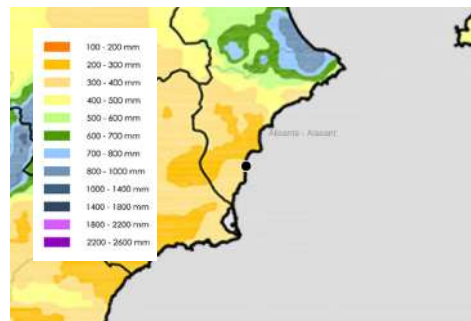 100 - 200 mm
200 - 300 mm
300 - 400 mm
400 - 500 mm
500 - 600 mm
600 - 700 mm
700 - 800 mm
800 - 1000 mm
1000 - 1400 mm
1400 - 1800 mm
1800 - 2200 mm
2200 - 2600 mm
Alicante - Alacant